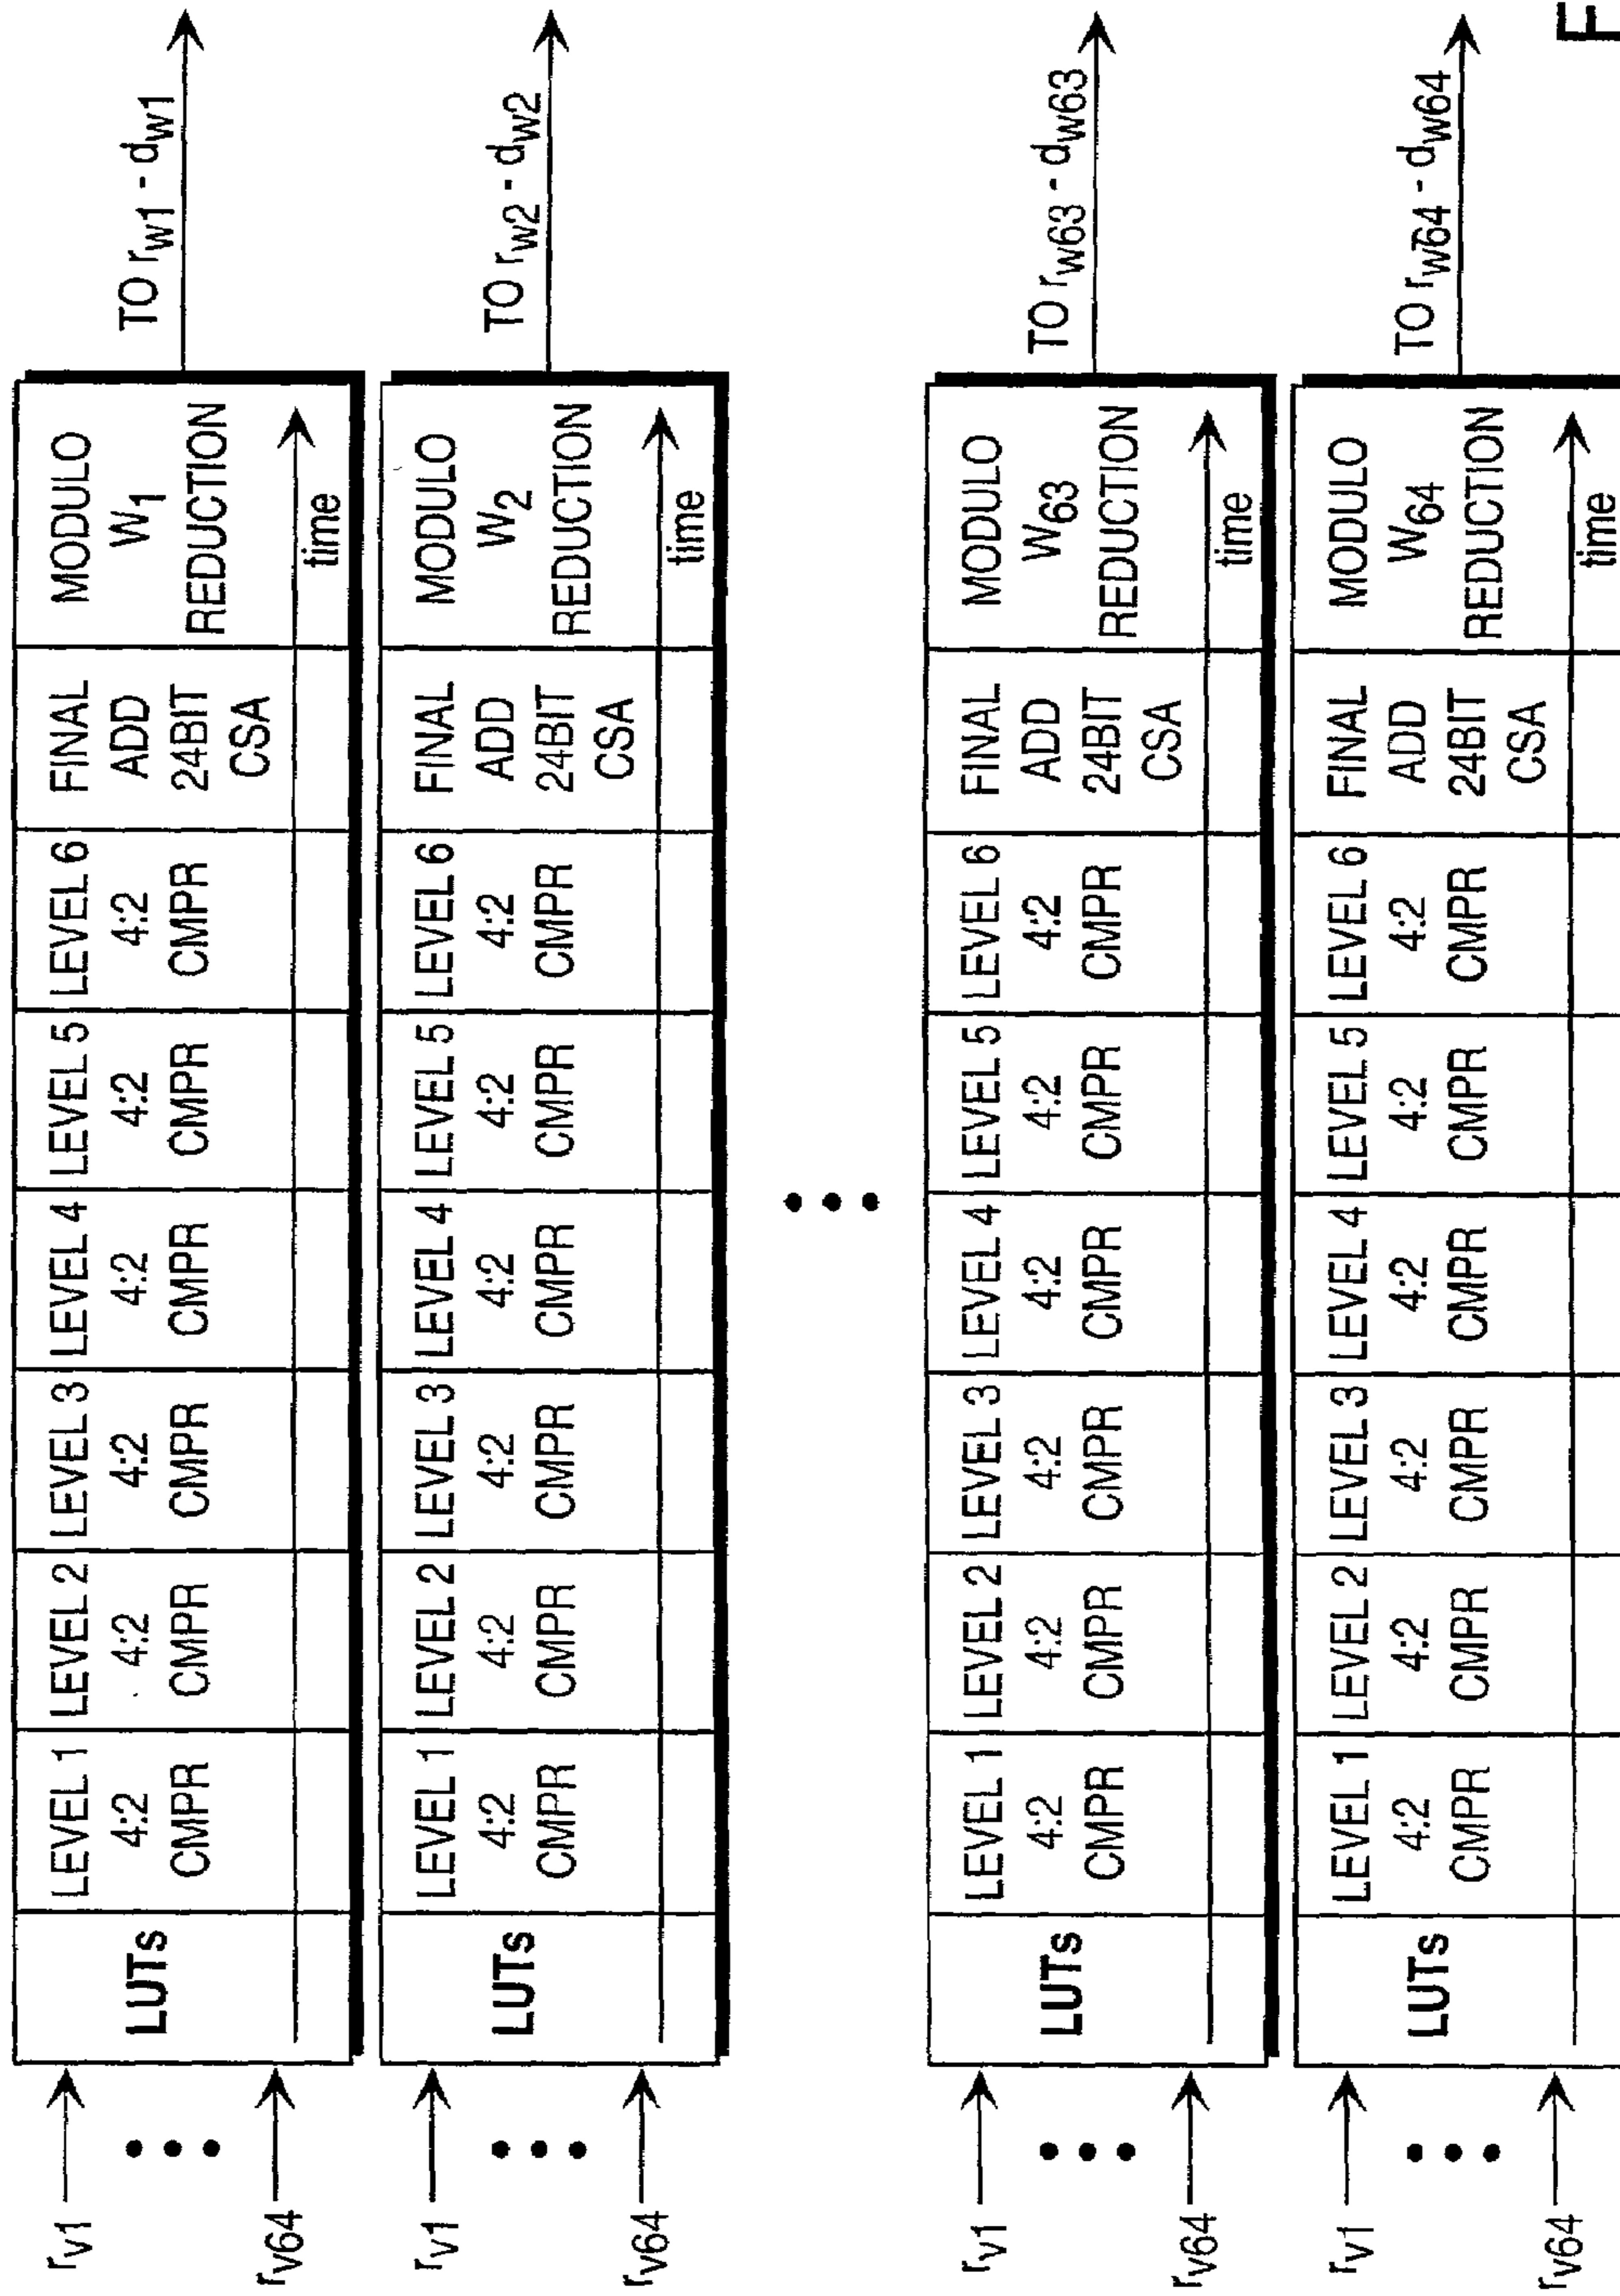 r_v1
r_v64
LUTs
LEVEL 1 4:2 CMPR
LEVEL 2 4:2 CMPR
LEVEL 3 4:2 CMPR
LEVEL 4 4:2 CMPR
LEVEL 5 4:2 CMPR
LEVEL 6 4:2 CMPR
FINAL ADD 24BIT CSA
MODULO W_1 REDUCTION
time
TO r_w1 - d_w1
r_v1
r_v64
LUTs
LEVEL 1 4:2 CMPR
LEVEL 2 4:2 CMPR
LEVEL 3 4:2 CMPR
LEVEL 4 4:2 CMPR
LEVEL 5 4:2 CMPR
LEVEL 6 4:2 CMPR
FINAL ADD 24BIT CSA
MODULO W_2 REDUCTION
time
TO r_w2 - d_w2
r_v1
r_v64
LUTs
LEVEL 1 4:2 CMPR
LEVEL 2 4:2 CMPR
LEVEL 3 4:2 CMPR
LEVEL 4 4:2 CMPR
LEVEL 5 4:2 CMPR
LEVEL 6 4:2 CMPR
FINAL ADD 24BIT CSA
MODULO W_63 REDUCTION
time
TO r_w63 - d_w63
r_v1
r_v64
LUTs
LEVEL 1 4:2 CMPR
LEVEL 2 4:2 CMPR
LEVEL 3 4:2 CMPR
LEVEL 4 4:2 CMPR
LEVEL 5 4:2 CMPR
LEVEL 6 4:2 CMPR
FINAL ADD 24BIT CSA
MODULO W_64 REDUCTION
time
TO r_w64 - d_w64